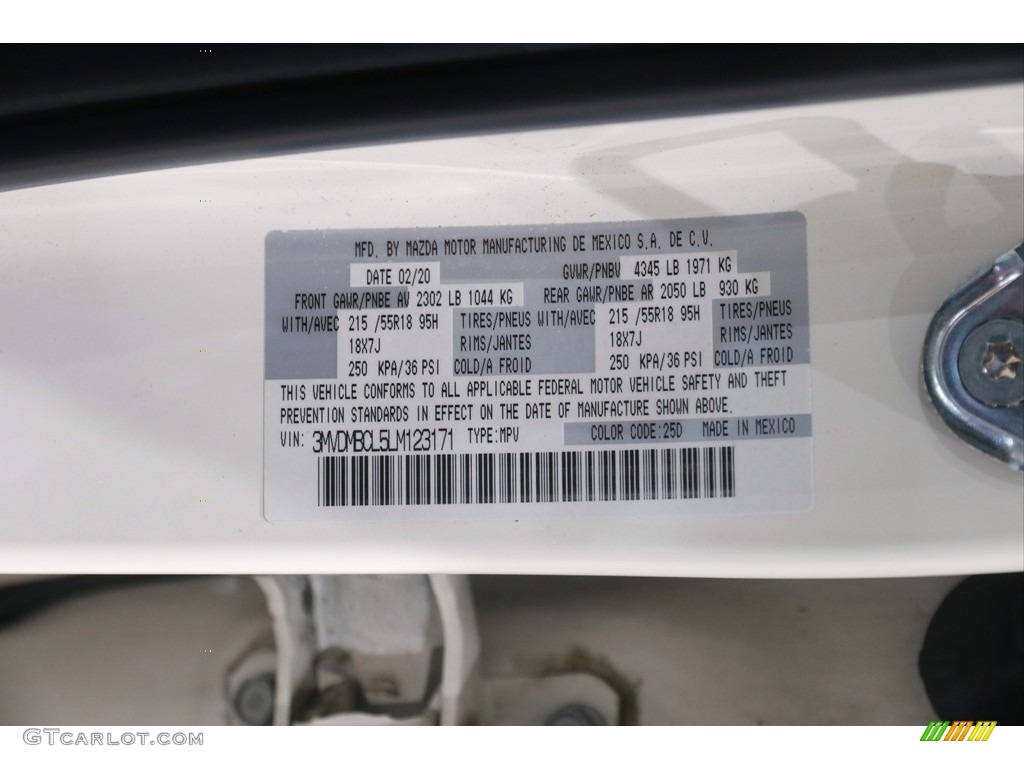 MFD. BY MAZDA MOTOR MANUFACTURING DE MEXICO S.A. DE C.V.
DATE 02/20 GVWR/PNBV 4345 LB 1971 KG
FRONT GAWR/PNBE AV 2302 LB 1044 KG REAR GAWR/PNBE AR 2050 LB 930 KG
WITH/AVEC 215 /55R18 95H TIRES/PNEUS WITH/AVEC 215 /55R18 95H TIRES/PNEUS
18X7J RIMS/JANTES 18X7J RIMS/JANTES
250 KPA/36 PSI COLD/A FROID 250 KPA/36 PSI COLD/A FROID
THIS VEHICLE CONFORMS TO ALL APPLICABLE FEDERAL MOTOR VEHICLE SAFETY AND THEFT
PREVENTION STANDARDS IN EFFECT ON THE DATE OF MANUFACTURE SHOWN ABOVE.
VIN: 3MVDMBCL5LM123171 TYPE:MPV COLOR CODE:25D MADE IN MEXICO
GTCARLOT.COM